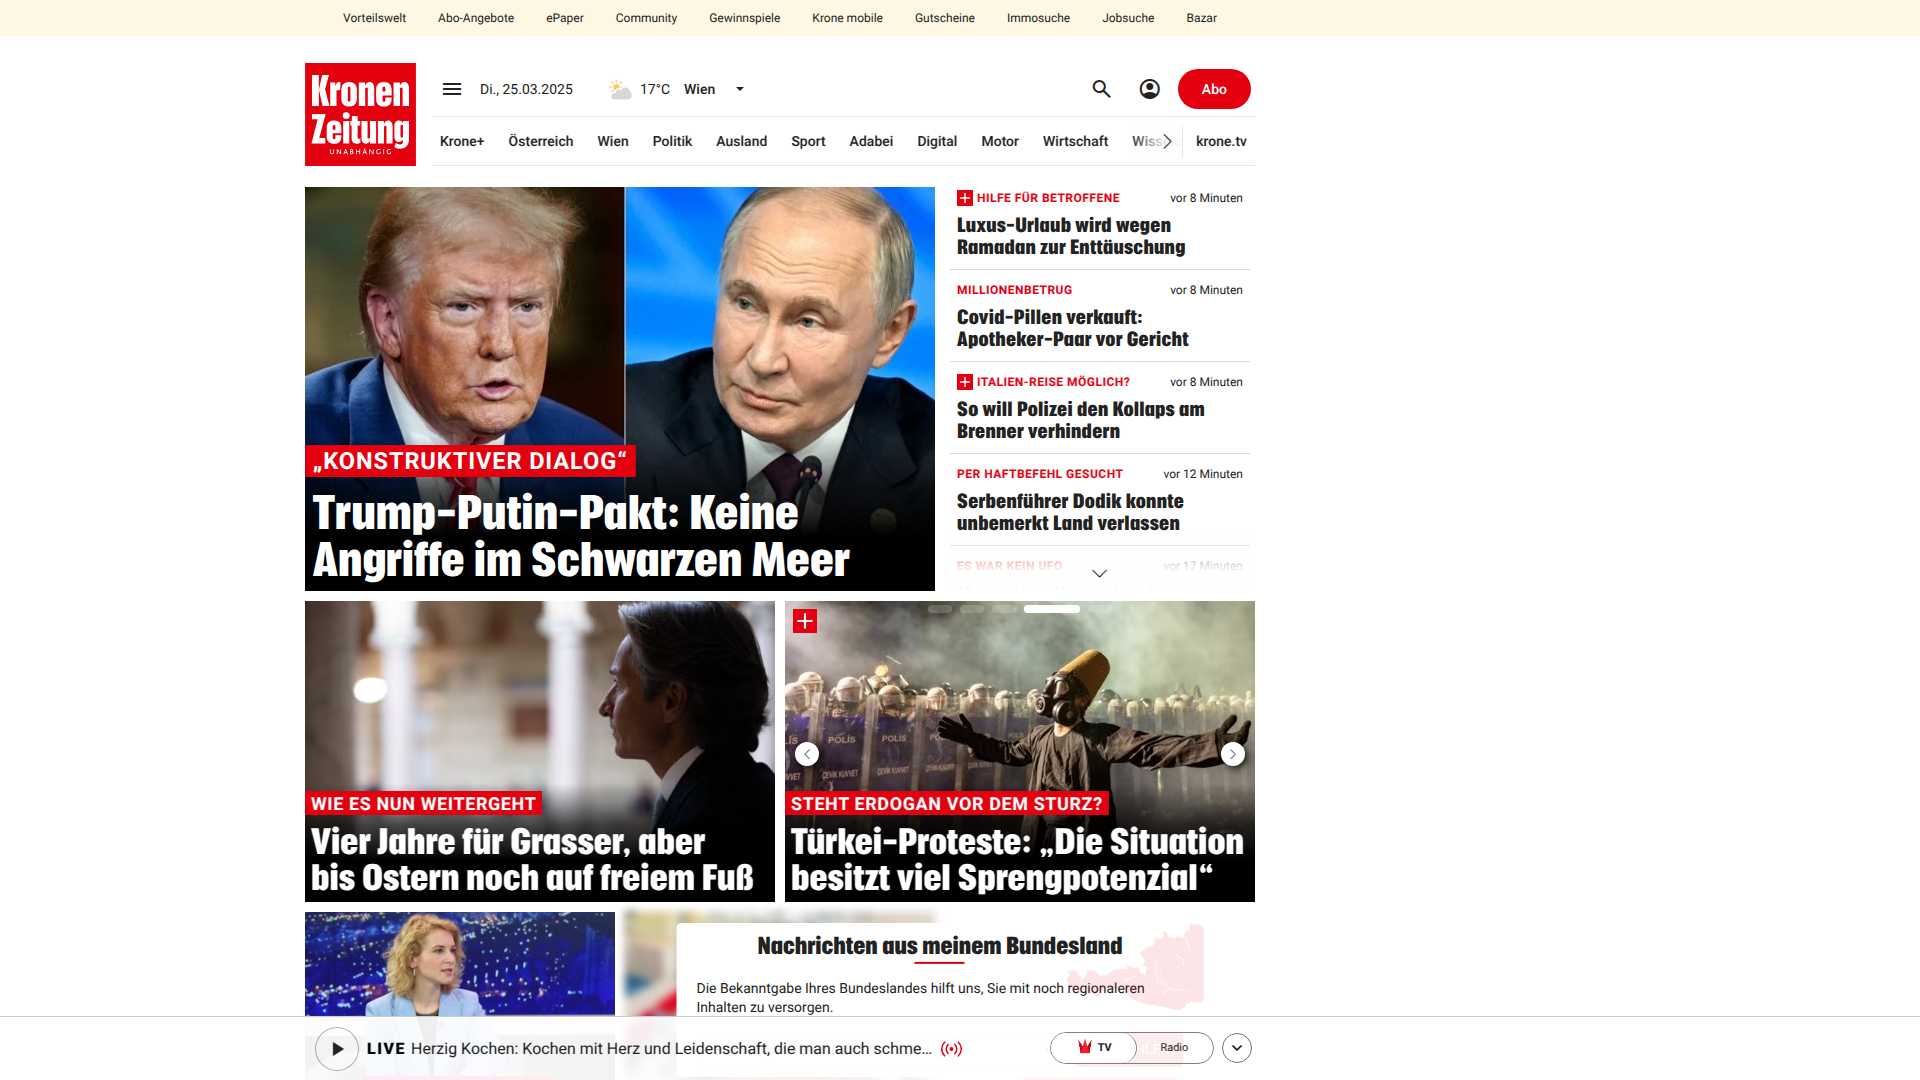 Vorteilswelt Abo-Angebote ePaper Community Gewinnspiele Krone mobile Gutscheine Immosuche Jobsuche Bazar
Kronen
Zeitung
UNABHÄNGIG
Di., 25.03.2025 17°C Wien
Abo
Krone+ Österreich Wien Politik Ausland Sport Adabei Digital Motor Wirtschaft Wiss krone.tv
„KONSTRUKTIVER DIALOG“
Trump-Putin-Pakt: Keine
Angriffe im Schwarzen Meer
HILFE FÜR BETROFFENE vor 8 Minuten
Luxus-Urlaub wird wegen
Ramadan zur Enttäuschung
MILLIONENBETRUG vor 8 Minuten
Covid-Pillen verkauft:
Apotheker-Paar vor Gericht
ITALIEN-REISE MÖGLICH? vor 8 Minuten
So will Polizei den Kollaps am
Brenner verhindern
PER HAFTBEFEHL GESUCHT vor 12 Minuten
Serbenführer Dodik konnte
unbemerkt Land verlassen
ES WAR KEIN UFO vor 17 Minuten
WIE ES NUN WEITERGEHT
Vier Jahre für Grasser, aber
bis Ostern noch auf freiem Fuß
POLİS POLİS
ÇEVİK KUVVET
STEHT ERDOGAN VOR DEM STURZ?
Türkei-Proteste: „Die Situation
besitzt viel Sprengpotenzial“
Nachrichten aus meinem Bundesland
Die Bekanntgabe Ihres Bundeslandes hilft uns, Sie mit noch regionaleren
Inhalten zu versorgen.
LIVE Herzig Kochen: Kochen mit Herz und Leidenschaft, die man auch schme...
TV Radio